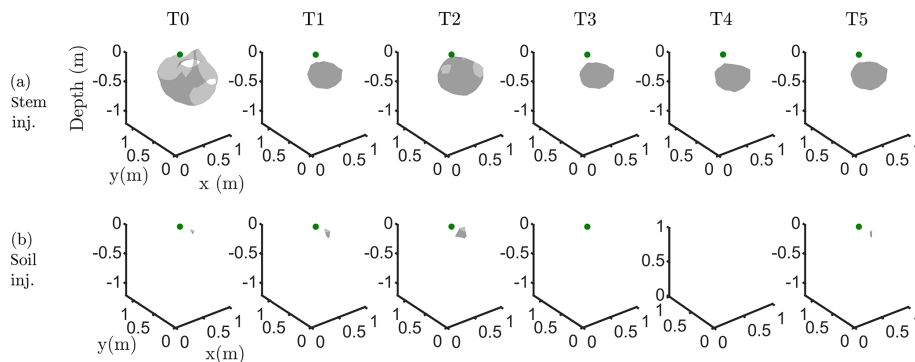 T0 T1 T2 T3 T4 T5
(a)
Stem
inj.
Depth (m)
0 0 0 0 0 0
-0.5 -0.5 -0.5 -0.5 -0.5 -0.5
-1 -1 -1 -1 -1 -1
1 1 1 1 1 1 1 1 1 1 1 1
0.5 0.5 0.5 0.5 0.5 0.5 0.5 0.5 0.5 0.5 0.5 0.5
y(m) 0 0 x (m) 0 0 0 0 0 0 0 0 0 0
(b)
Soil
inj.
0 0 0 0 1 0
-0.5 -0.5 -0.5 -0.5 0.5 -0.5
-1 -1 -1 -1 0 -1
1 1 1 1 1 1 1 1 1 1 1 1
0.5 0.5 0.5 0.5 0.5 0.5 0.5 0.5 0.5 0.5 0.5 0.5
y(m) 0 0 x(m) 0 0 0 0 0 0 0 0 0 0